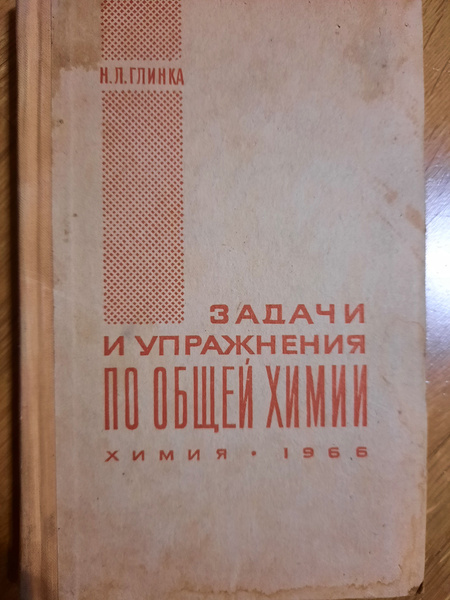 Н.Л.ГЛИНКА
ЗАДАЧИ
И УПРАЖНЕНИЯ
ПО ОБЩЕЙ ХИМИИ
ХИМИЯ • 1966